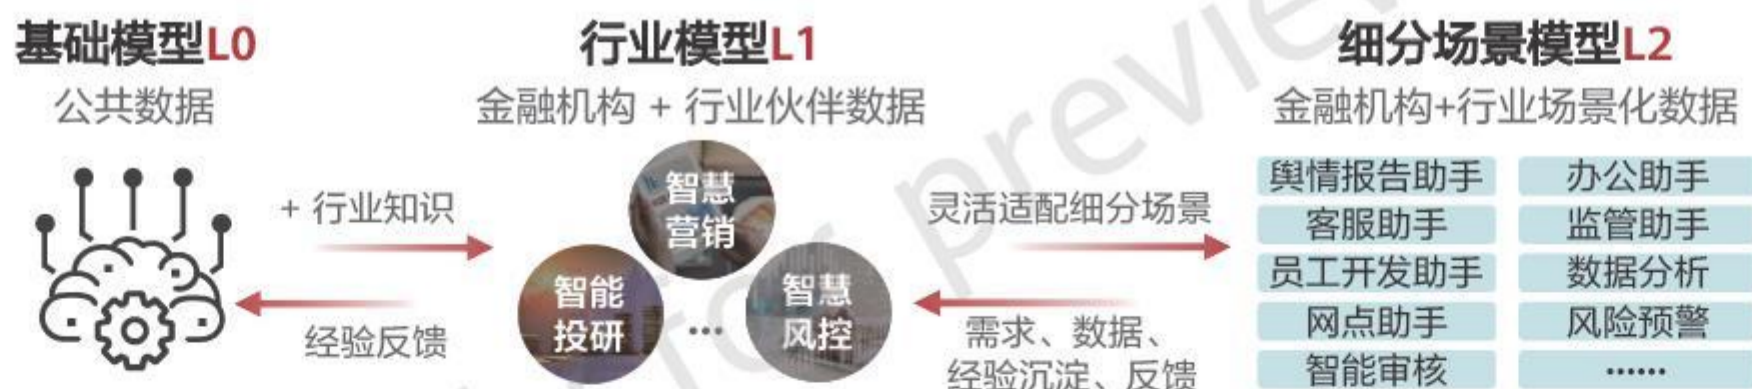 基础模型L0
公共数据
+ 行业知识
经验反馈
行业模型L1
金融机构 + 行业伙伴数据
智慧
营销
智能
投研
...
智慧
风控
灵活适配细分场景
需求、数据、
经验沉淀、反馈
细分场景模型L2
金融机构+行业场景化数据
舆情报告助手
办公助手
客服助手
监管助手
员工开发助手
数据分析
网点助手
风险预警
智能审核
......
for preview